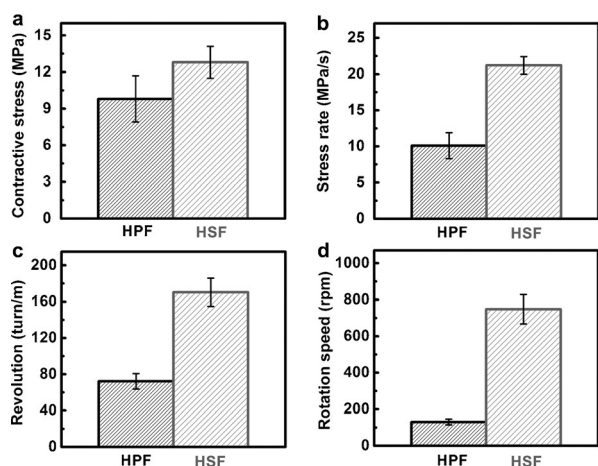 a
Contractive stress (MPa)
15
12
9
6
3
0
HPF HSF
b
Stress rate (MPa/s)
25
20
15
10
5
0
HPF HSF
c
Revolution (turn/m)
200
160
120
80
40
0
HPF HSF
d
Rotation speed (rpm)
1000
800
600
400
200
0
HPF HSF